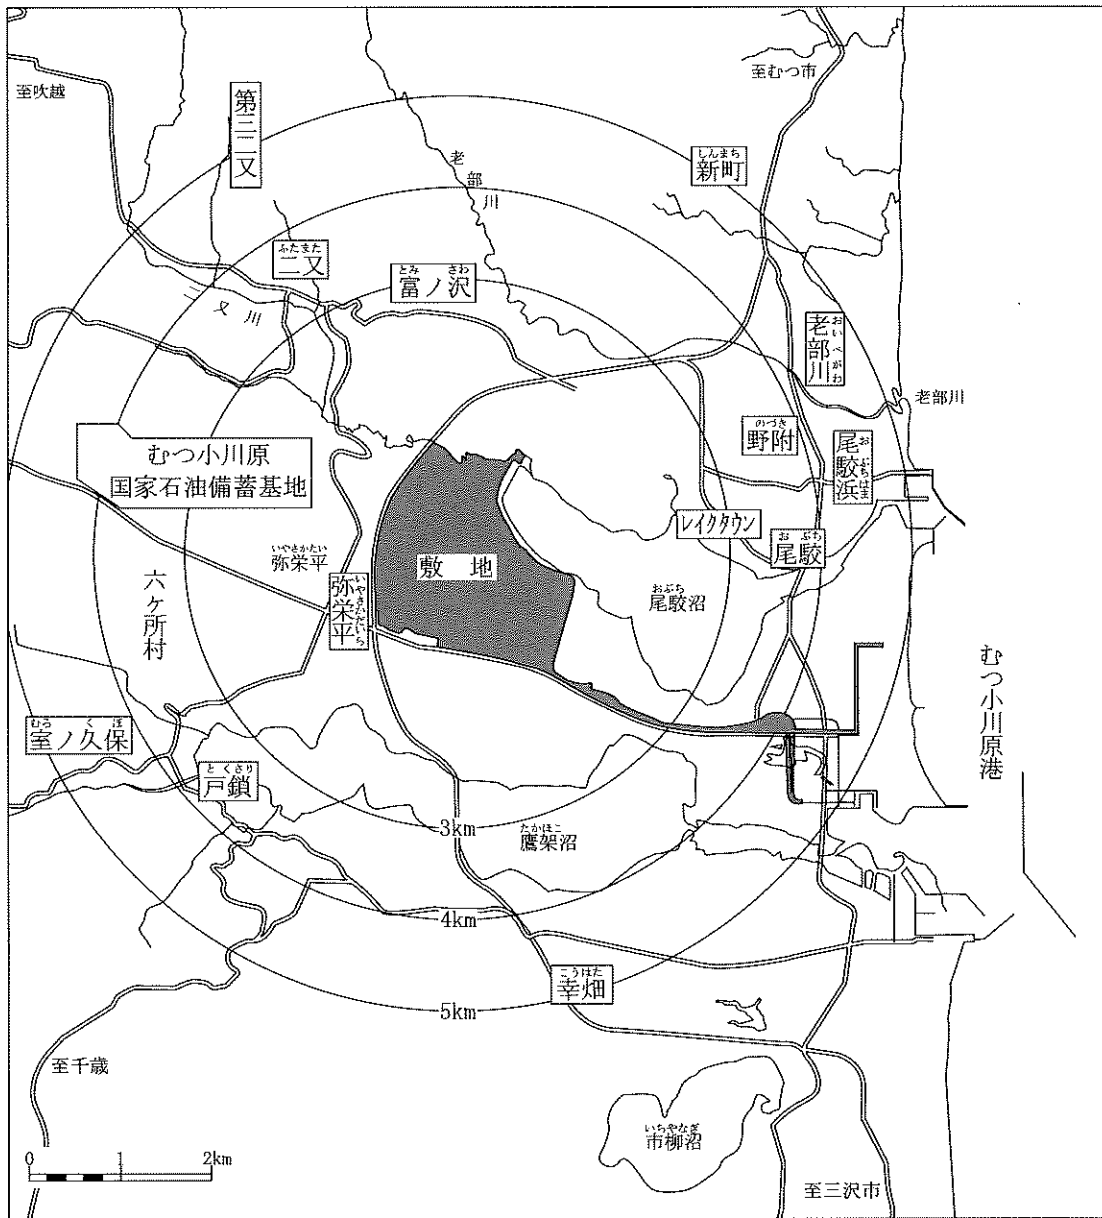 至吹越
第三二又
至むつ市
しんまち
新町
老部川
ふたまた
二又
とみ さわ
富ノ沢
二又川
おいべがわ
老部川
老部川
のづき
野附
おぶちはま
尾駮浜
むつ小川原
国家石油備蓄基地
レイクタウン
おぶち
尾駮
いやさかたい
弥栄平
敷地
おぶち
尾駮沼
弥栄平
六ヶ所村
むつ小川原港
むろ くぼ
室ノ久保
とくさり
戸鎖
3km
たかほこ
鷹架沼
4km
こうはた
幸畑
5km
至千歳
いちやなぎ
市柳沼
0 1 2km
至三沢市